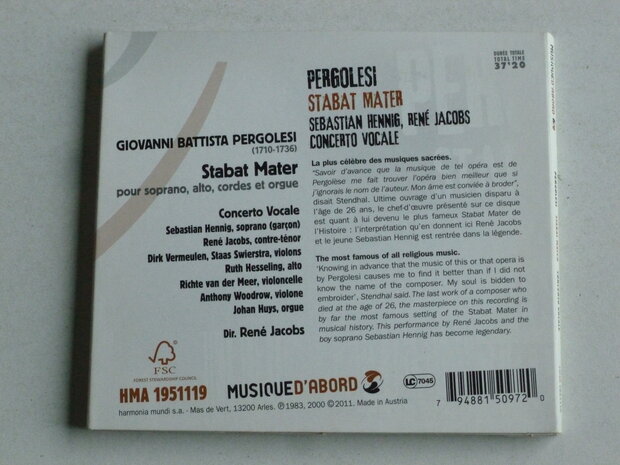 DURÉE TOTALE
TOTAL TIME
37'20
PERGOLESI
STABAT MATER
SEBASTIAN HENNIG, RENÉ JACOBS
CONCERTO VOCALE
GIOVANNI BATTISTA PERGOLESI
(1710-1736)
Stabat Mater
pour soprano, alto, cordes et orgue
Concerto Vocale
Sebastian Hennig, soprano (garçon)
René Jacobs, contre-ténor
Dirk Vermeulen, Staas Swierstra, violons
Ruth Hesseling, alto
Richte van der Meer, violoncelle
Anthony Woodrow, violone
Johan Huys, orgue
Dir. René Jacobs
La plus célèbre des musiques sacrées.
"Savoir d'avance que la musique de tel opéra est de
Pergolèse me fait trouver l'opéra bien meilleur que si
j'ignorais le nom de l'auteur. Mon âme est conviée à broder",
disait Stendhal. Ultime ouvrage d'un musicien disparu à
l'âge de 26 ans, le chef-d'œuvre présenté sur ce disque
est quant à lui devenu le plus fameux Stabat Mater de
l'Histoire : l'interprétation qu'en donnent ici René Jacobs
et le jeune Sebastian Hennig est rentrée dans la légende.
The most famous of all religious music.
'Knowing in advance that the music of this or that opera is
by Pergolesi causes me to find it better than if I did not
know the name of the composer. My soul is bidden to
embroider', Stendhal said. The last work of a composer who
died at the age of 26, the masterpiece on this recording is
by far the most famous setting of the Stabat Mater in
musical history. This performance by René Jacobs and the
boy soprano Sebastian Hennig has become legendary.
FSC
FOREST STEWARDSHIP COUNCIL
HMA 1951119
MUSIQUE D'ABORD
LC 7045
harmonia mundi s.a. - Mas de Vert, 13200 Arles. ℗ 1983, 2000 © 2011. Made in Austria
7 94881 50972 0